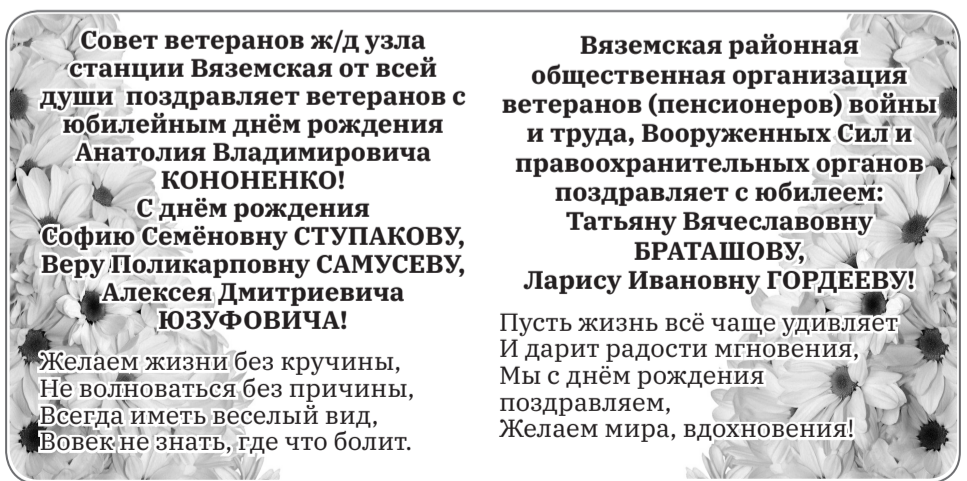 Совет ветеранов ж/д узла
станции Вяземская от всей
души поздравляет ветеранов с
юбилейным днём рождения
Анатолия Владимировича
КОНОНЕНКО!
С днём рождения
Софию Семёновну СТУПАКОВУ,
Веру Поликарповну САМУСЕВУ,
Алексея Дмитриевича
ЮЗУФОВИЧА!
Желаем жизни без кручины,
Не волноваться без причины,
Всегда иметь веселый вид,
Вовек не знать, где что болит.
Вяземская районная
общественная организация
ветеранов (пенсионеров) войны
и труда, Вооруженных Сил и
правоохранительных органов
поздравляет с юбилеем:
Татьяну Вячеславовну
БРАТАШОВУ,
Ларису Ивановну ГОРДЕЕВУ!
Пусть жизнь всё чаще удивляет
И дарит радости мгновения,
Мы с днём рождения
поздравляем,
Желаем мира, вдохновения!